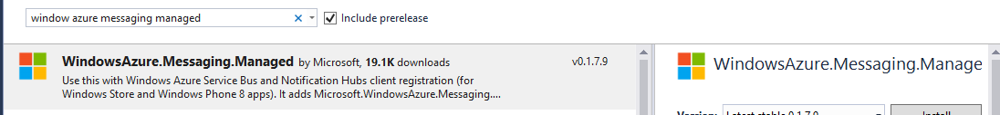 window azure messaging managed
Include prerelease
WindowsAzure.Messaging.Managed by Microsoft, 19.1K downloads v0.1.7.9
Use this with Windows Azure Service Bus and Notification Hubs client registration (for
Windows Store and Windows Phone 8 apps). It adds Microsoft.WindowsAzure.Messaging....
WindowsAzure.Messaging.Manage
Version: Latest stable 0.1.7.9 Install